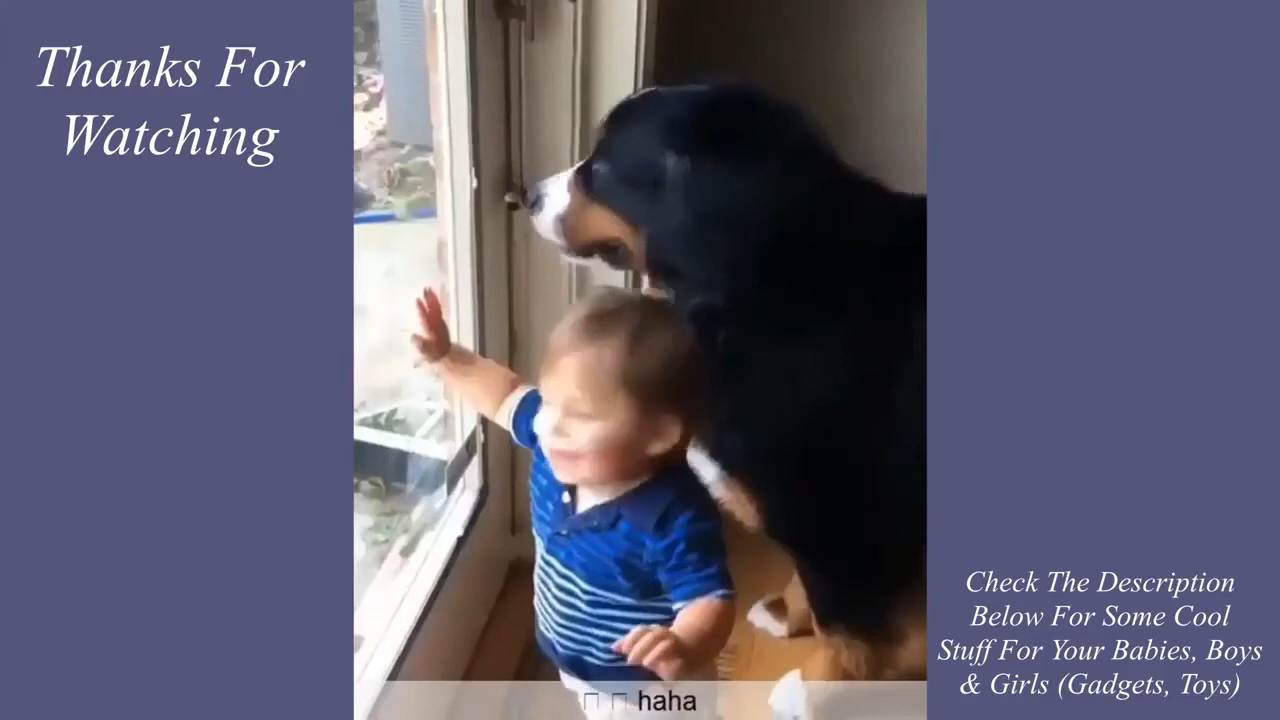 Thanks For
Watching
haha
Check The Description
Below For Some Cool
Stuff For Your Babies, Boys
& Girls (Gadgets, Toys)